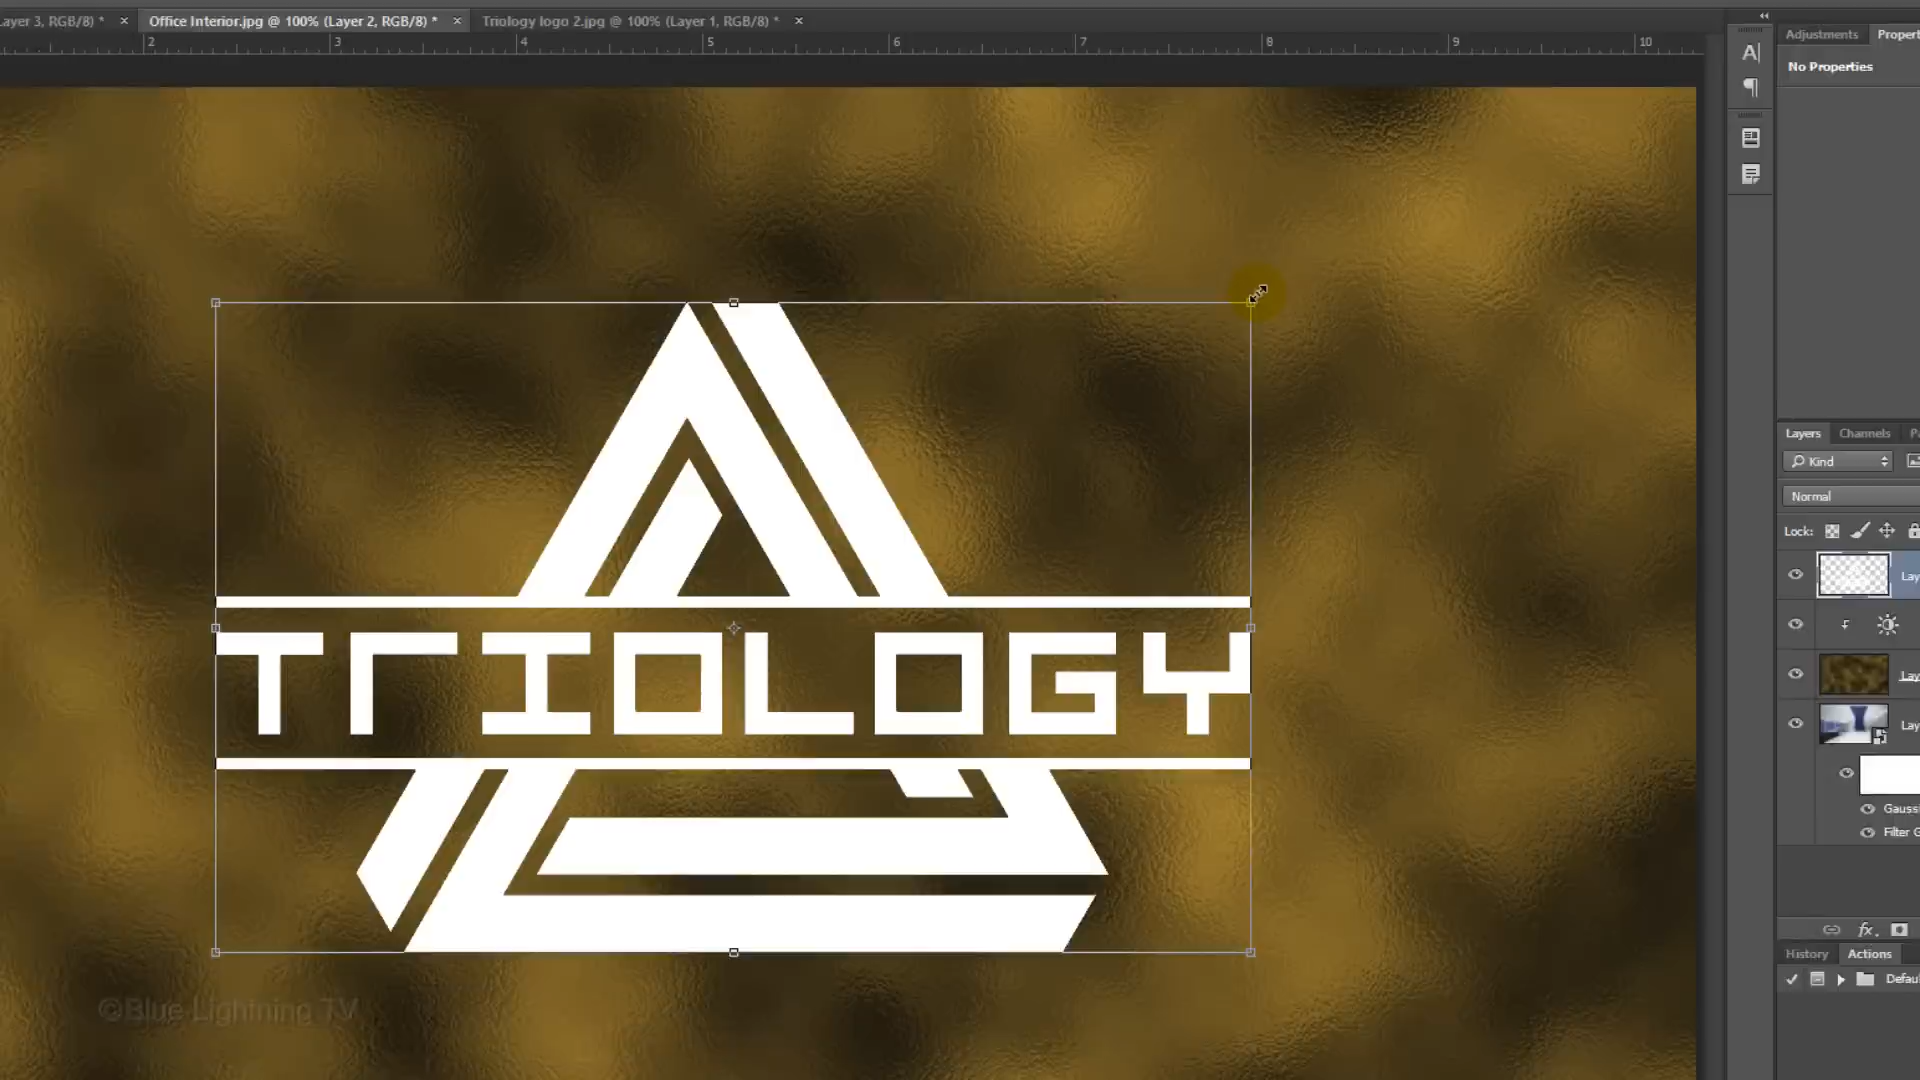 ayer 3, RGB/8) * × Office Interior.jpg @ 100% (Layer 2, RGB/8) * × Triology logo 2.jpg @ 100% (Layer 1, RGB/8) * ×
2 3 4 5 6 7 8 9 10
Adjustments Propert
No Properties
TRIOLOGY
Layers Channels Pa
Kind
Normal
Lock:
Lay
Lay
Lay
Gauss
Filter G
fx.
History Actions
Defau
©Blue Lightning TV